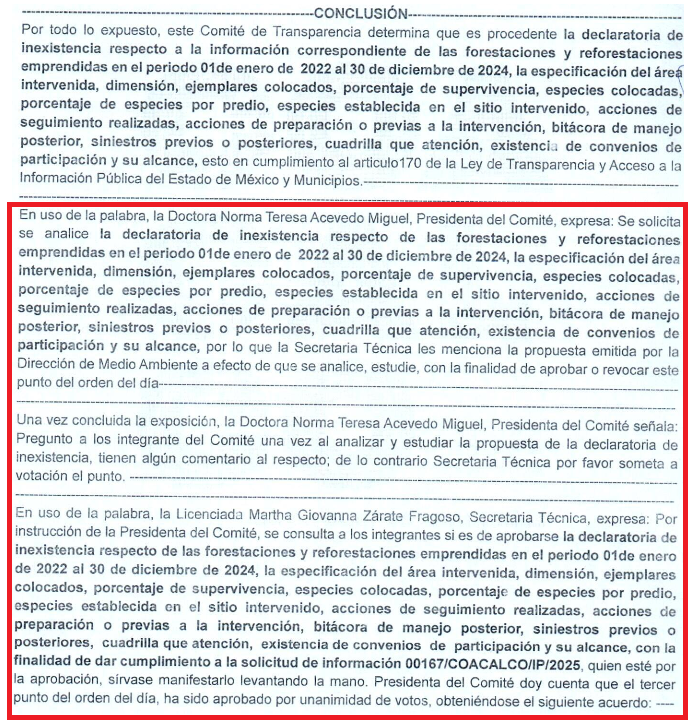 --------------------------------------------------------CONCLUSIÓN--------------------------------------------------------
Por todo lo expuesto, este Comité de Transparencia determina que es procedente la declaratoria de
inexistencia respecto a la información correspondiente de las forestaciones y reforestaciones
emprendidas en el periodo 01de enero de 2022 al 30 de diciembre de 2024, la especificación del área
intervenida, dimensión, ejemplares colocados, porcentaje de supervivencia, especies colocadas,
porcentaje de especies por predio, especies establecida en el sitio intervenido, acciones de
seguimiento realizadas, acciones de preparación o previas a la intervención, bitácora de manejo
posterior, siniestros previos o posteriores, cuadrilla que atención, existencia de convenios de
participación y su alcance, esto en cumplimiento al articulo170 de la Ley de Transparencia y Acceso a la
Información Pública del Estado de México y Municipios.--------------------------------------------------------------
En uso de la palabra, la Doctora Norma Teresa Acevedo Miguel, Presidenta del Comité, expresa: Se solicita
se analice la declaratoria de inexistencia respecto de las forestaciones y reforestaciones
emprendidas en el periodo 01de enero de 2022 al 30 de diciembre de 2024, la especificación del área
intervenida, dimensión, ejemplares colocados, porcentaje de supervivencia, especies colocadas,
porcentaje de especies por predio, especies establecida en el sitio intervenido, acciones de
seguimiento realizadas, acciones de preparación o previas a la intervención, bitácora de manejo
posterior, siniestros previos o posteriores, cuadrilla que atención, existencia de convenios de
participación y su alcance, por lo que la Secretaria Técnica les menciona la propuesta emitida por la
Dirección de Medio Ambiente a efecto de que se analice, estudie, con la finalidad de aprobar o revocar este
punto del orden del día--------------------------------------------------------------------------------------------------
Una vez concluida la exposición, la Doctora Norma Teresa Acevedo Miguel, Presidenta del Comité señala:
Pregunto a los integrante del Comité una vez al analizar y estudiar la propuesta de la declaratoria de
inexistencia, tienen algún comentario al respecto; de lo contrario Secretaria Técnica por favor someta a
votación el punto. --------------------------------------------------------------------------------------------------------
En uso de la palabra, la Licenciada Martha Giovanna Zárate Fragoso, Secretaria Técnica, expresa: Por
instrucción de la Presidenta del Comité, se consulta a los integrantes si es de aprobarse la declaratoria de
inexistencia respecto de las forestaciones y reforestaciones emprendidas en el periodo 01de enero
de 2022 al 30 de diciembre de 2024, la especificación del área intervenida, dimensión, ejemplares
colocados, porcentaje de supervivencia, especies colocadas, porcentaje de especies por predio,
especies establecida en el sitio intervenido, acciones de seguimiento realizadas, acciones de
preparación o previas a la intervención, bitácora de manejo posterior, siniestros previos o
posteriores, cuadrilla que atención, existencia de convenios de participación y su alcance, con la
finalidad de dar cumplimiento a la solicitud de información 00167/COACALCO/IP/2025, quien esté por
la aprobación, sírvase manifestarlo levantando la mano. Presidenta del Comité doy cuenta que el tercer
punto del orden del día, ha sido aprobado por unanimidad de votos, obteniéndose el siguiente acuerdo: ----